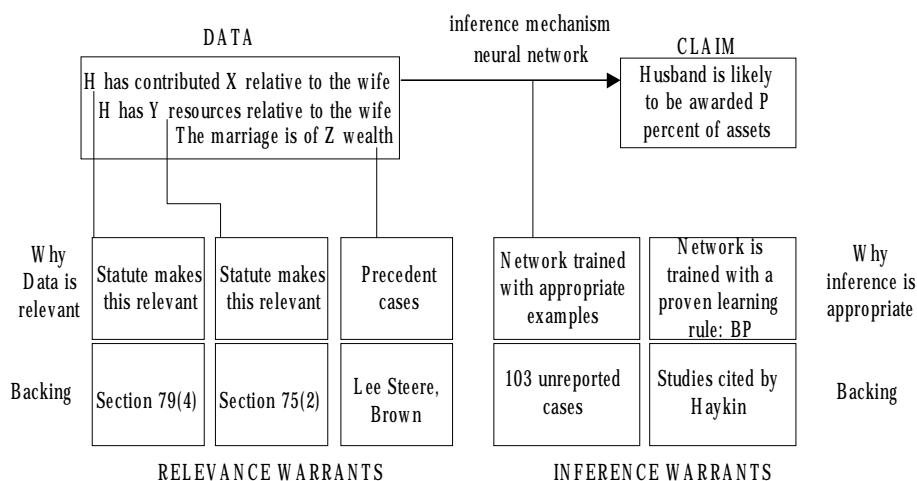 DATA
inference mechanism
neural network
CLAIM
H has contributed X relative to the wife
H has Y resources relative to the wife
The marriage is of Z wealth
Husband is likely
to be awarded P
percent of assets
Why
Data is
relevant
Statute makes
this relevant
Statute makes
this relevant
Precedent
cases
Network trained
with appropriate
examples
Network is
trained with a
proven learning
rule: BP
Why
inference is
appropriate
Backing
Section 79(4)
Section 75(2)
Lee Steere,
Brown
103 unreported
cases
Studies cited by
Haykin
Backing
RELEVANCE WARRANTS
INFERENCE WARRANTS